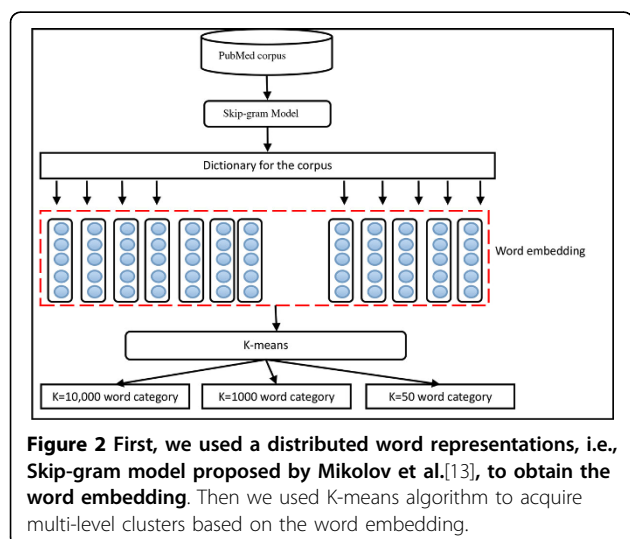 PubMed corpus
Skip-gram Model
Dictionary for the corpus
Word embedding
K-means
K=10,000 word category K=1000 word category K=50 word category
Figure 2 First, we used a distributed word representations, i.e.,
Skip-gram model proposed by Mikolov et al.[13], to obtain the
word embedding. Then we used K-means algorithm to acquire
multi-level clusters based on the word embedding.